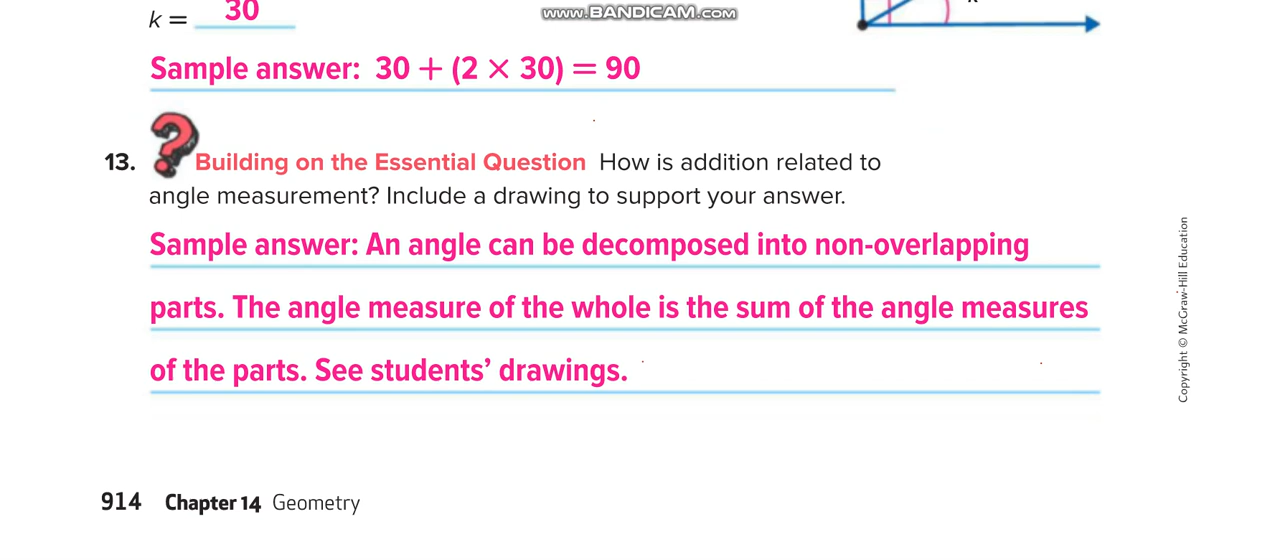 k = 30
www.BANDICAM.com
Sample answer: 30 + (2 × 30) = 90
13. Building on the Essential Question How is addition related to
angle measurement? Include a drawing to support your answer.
Sample answer: An angle can be decomposed into non-overlapping
parts. The angle measure of the whole is the sum of the angle measures
of the parts. See students’ drawings.
Copyright © McGraw-Hill Education
914 Chapter 14 Geometry